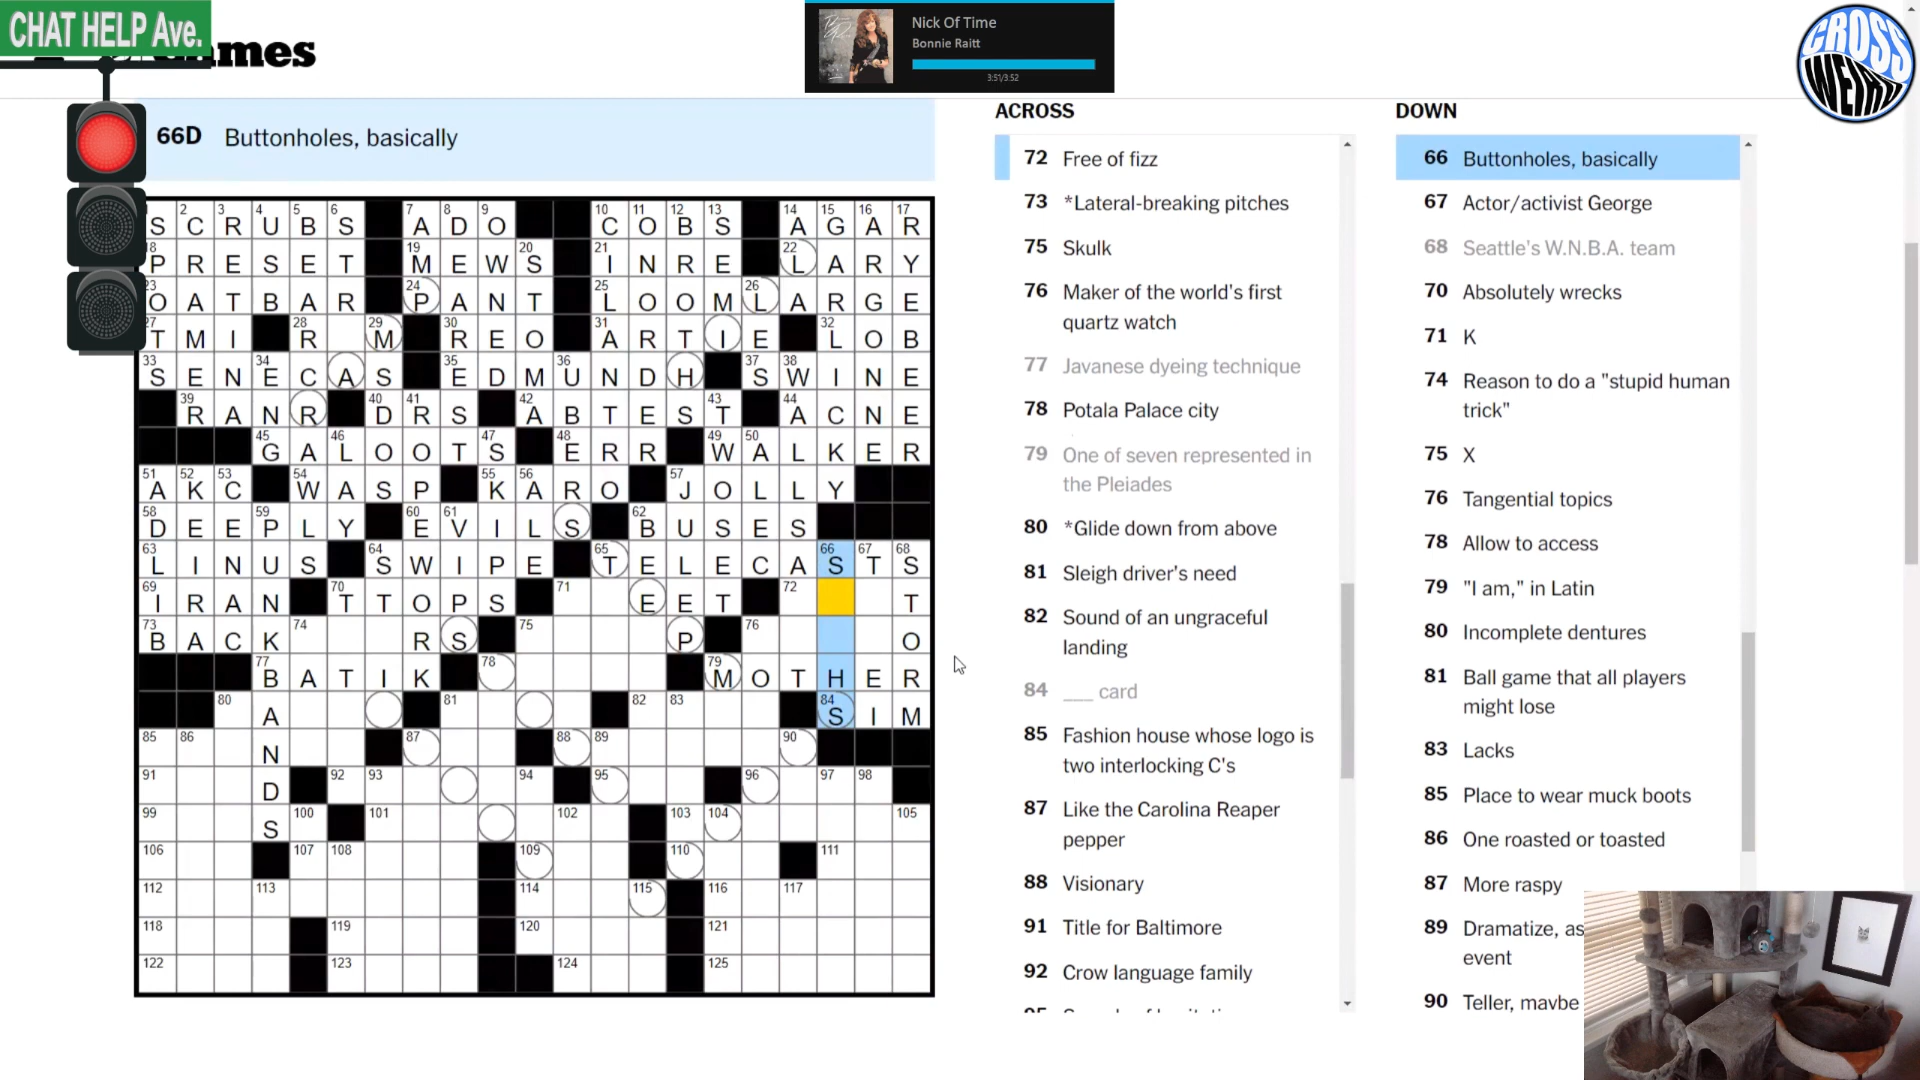 CHAT HELP Ave.
Games
Nick Of Time
Bonnie Raitt
3:51/3:52
CROSS
WEIRD
66D Buttonholes, basically
S C R U B S A D O C O B S A G A R
P R E S E T M E W S I N R E L A R Y
O A T B A R P A N T L O O M L A R G E
T M I R M R E O A R T I E L O B
S E N E C A S E D M U N D H S W I N E
R A N R D R S A B T E S T A C N E
G A L O O T S E R R W A L K E R
A K C W A S P K A R O J O L L Y
D E E P L Y E V I L S B U S E S
L I N U S S W I P E T E L E C A S T S
I R A N T T O P S E E T T
B A C K R S P O
B A T I K M O T H E R
A S I M
N
D
S
ACROSS
72 Free of fizz
73 *Lateral-breaking pitches
75 Skulk
76 Maker of the world's first
quartz watch
77 Javanese dyeing technique
78 Potala Palace city
79 One of seven represented in
the Pleiades
80 *Glide down from above
81 Sleigh driver's need
82 Sound of an ungraceful
landing
84 ___ card
85 Fashion house whose logo is
two interlocking C's
87 Like the Carolina Reaper
pepper
88 Visionary
91 Title for Baltimore
92 Crow language family
DOWN
66 Buttonholes, basically
67 Actor/activist George
68 Seattle's W.N.B.A. team
70 Absolutely wrecks
71 K
74 Reason to do a "stupid human
trick"
75 X
76 Tangential topics
78 Allow to access
79 "I am," in Latin
80 Incomplete dentures
81 Ball game that all players
might lose
83 Lacks
85 Place to wear muck boots
86 One roasted or toasted
87 More raspy
89 Dramatize, as
event
90 Teller, maybe